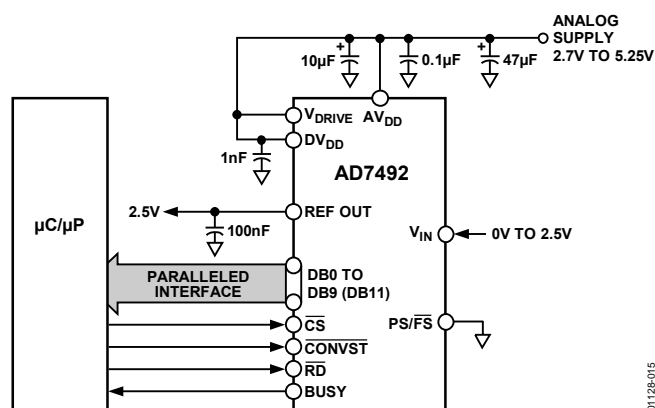 ANALOG
SUPPLY
2.7V TO 5.25V
10µF
+
0.1µF
+
47µF
VDRIVE
AVDD
DVDD
1nF
AD7492
µC/µP
2.5V
REF OUT
100nF
VIN
0V TO 2.5V
PARALLELED
INTERFACE
DB0 TO
DB9 (DB11)
CS
PS/FS
CONVST
RD
BUSY
01128-015